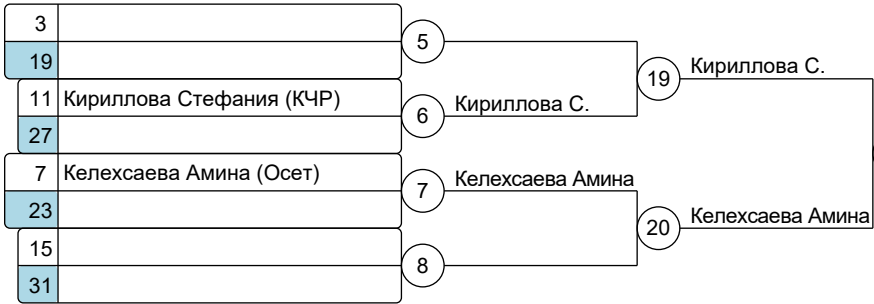 3
5
19
19 Кириллова С.
11 Кириллова Стефания (КЧР)
6 Кириллова С.
27
7 Келехсаева Амина (Осет)
7 Келехсаева Амина
23
20 Келехсаева Амина
15
8
31